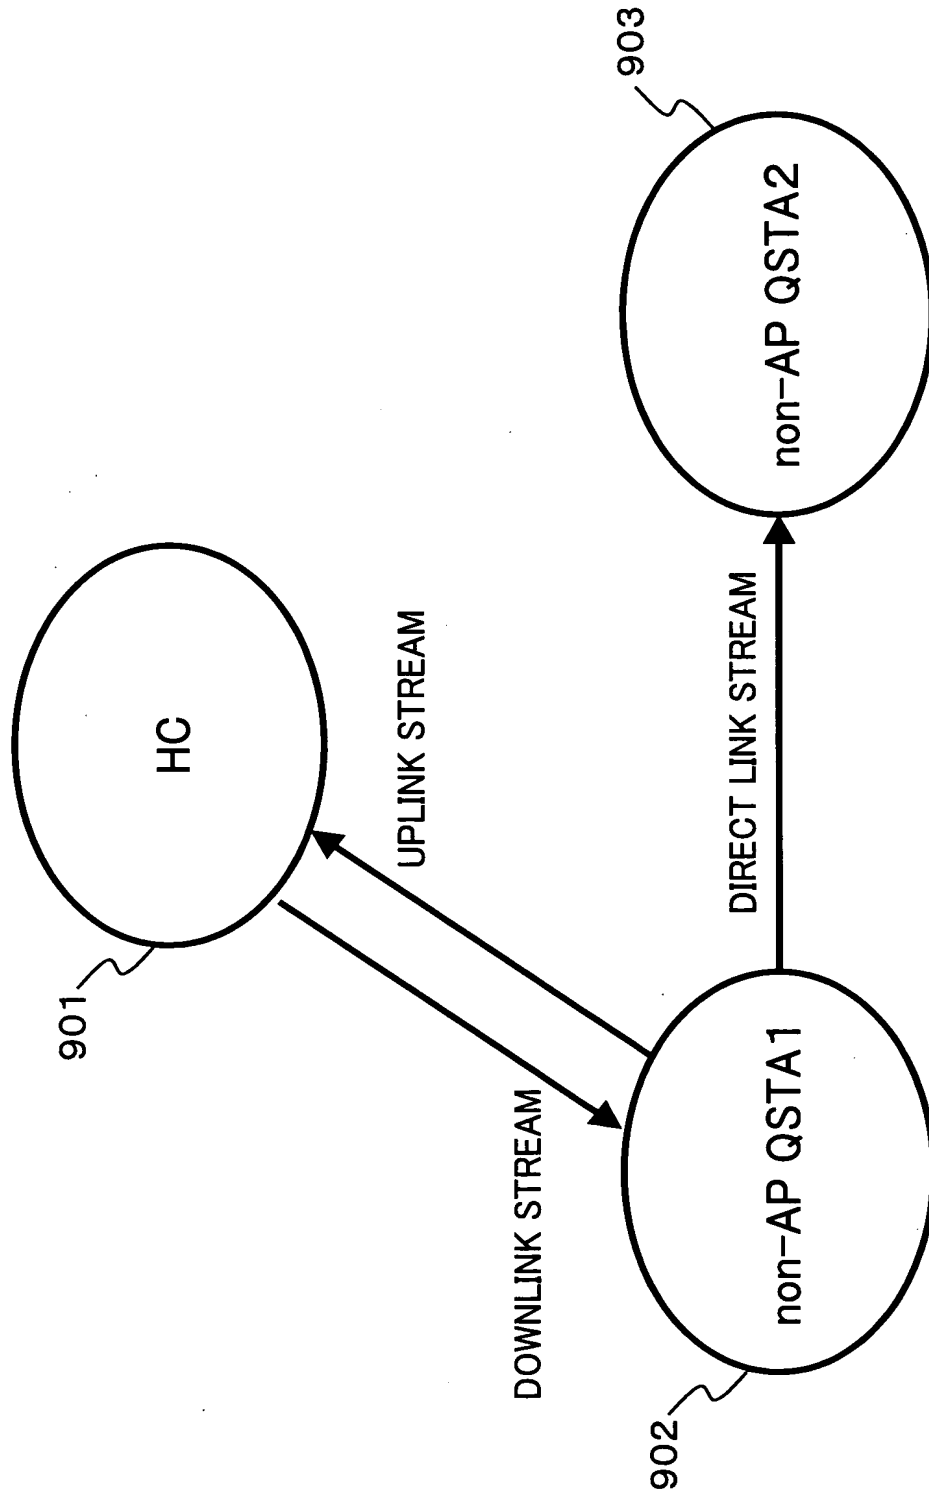 901
HC
DOWNLINK STREAM
UPLINK STREAM
902
non-AP QSTA1
DIRECT LINK STREAM
non-AP QSTA2
903